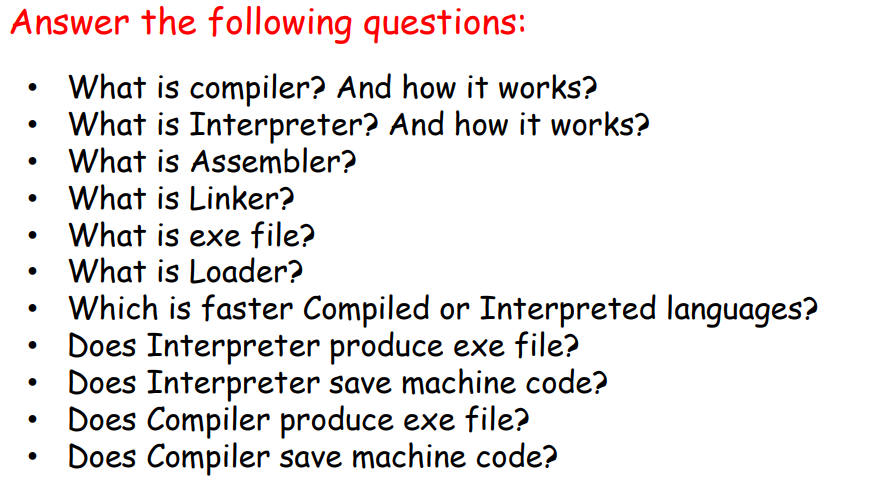 Answer the following questions:
• What is compiler? And how it works?
• What is Interpreter? And how it works?
• What is Assembler?
• What is Linker?
• What is exe file?
• What is Loader?
• Which is faster Compiled or Interpreted languages?
• Does Interpreter produce exe file?
• Does Interpreter save machine code?
• Does Compiler produce exe file?
• Does Compiler save machine code?